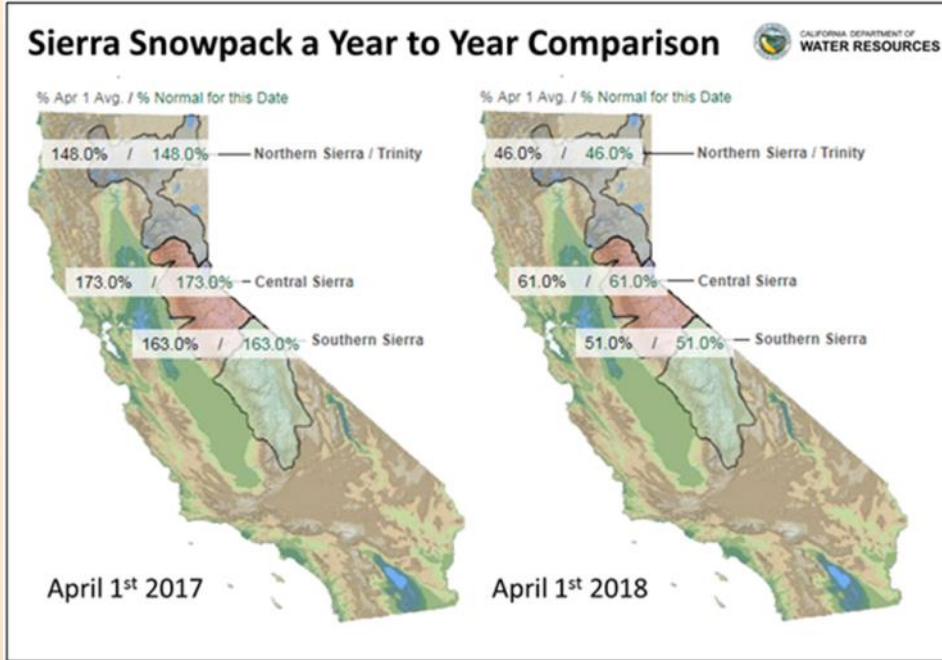 Sierra Snowpack a Year to Year Comparison
CALIFORNIA DEPARTMENT OF
WATER RESOURCES
% Apr 1 Avg. / % Normal for this Date
148.0% / 148.0% Northern Sierra / Trinity
173.0% / 173.0% Central Sierra
163.0% / 163.0% Southern Sierra
April 1st 2017
% Apr 1 Avg. / % Normal for this Date
46.0% / 46.0% Northern Sierra / Trinity
61.0% / 61.0% Central Sierra
51.0% / 51.0% Southern Sierra
April 1st 2018